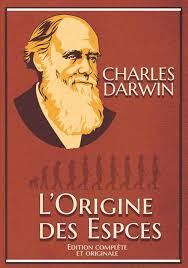 CHARLES
DARWIN
L'ORIGINE
DES ESPCES
EDITION COMPLÈTE
ET ORIGINALE